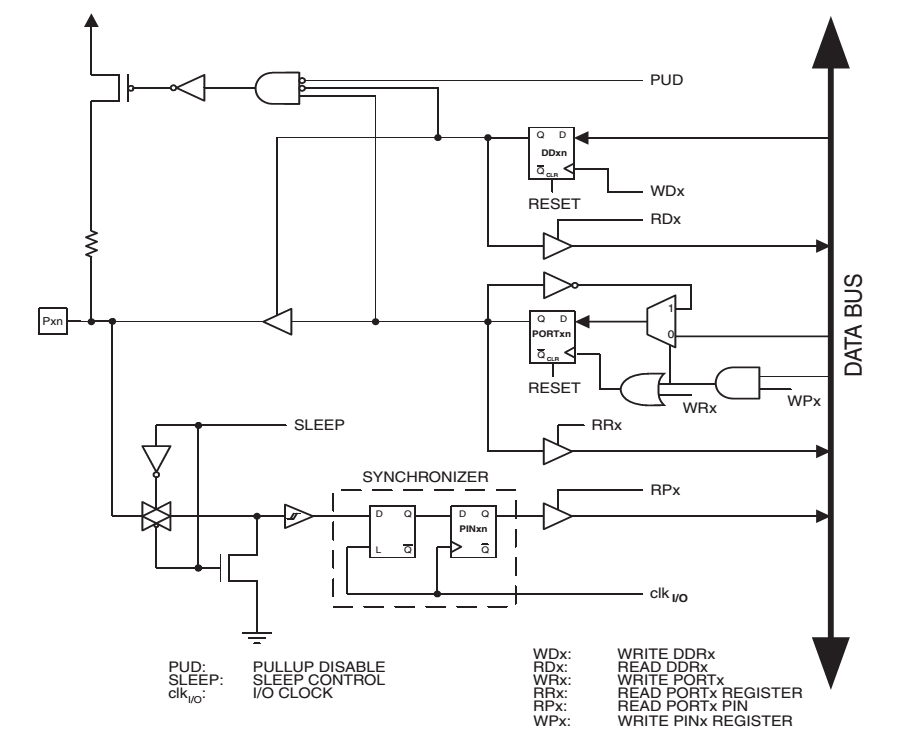 PUD
Q D
DDxn
Q CLR
WDx
RESET
RDx
Pxn
1
Q D
PORTxn
0
Q CLR
RESET
WRx
WPx
DATA BUS
SLEEP
RRx
SYNCHRONIZER
RPx
D Q
D Q
PINxn
L Q
Q
clk I/O
PUD: PULLUP DISABLE
SLEEP: SLEEP CONTROL
clkI/O: I/O CLOCK
WDx: WRITE DDRx
RDx: READ DDRx
WRx: WRITE PORTx
RRx: READ PORTx REGISTER
RPx: READ PORTx PIN
WPx: WRITE PINx REGISTER